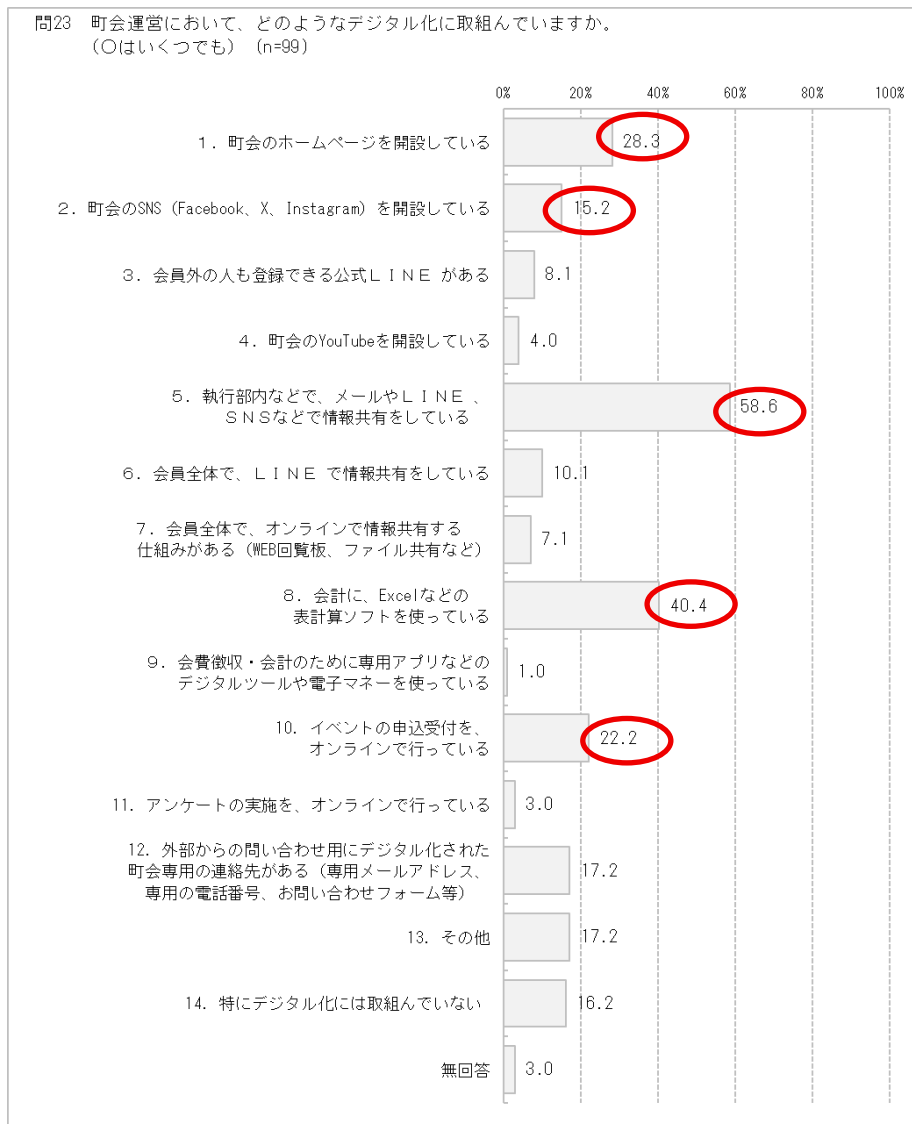 問23 町会運営において、どのようなデジタル化に取組んでいますか。
(〇はいくつでも) (n=99)
0% 20% 40% 60% 80% 100%
1. 町会のホームページを開設している 28.3
2. 町会のSNS (Facebook、X、Instagram) を開設している 15.2
3. 会員外の人も登録できる公式ＬＩＮＥ がある 8.1
4. 町会のYouTubeを開設している 4.0
5. 執行部内などで、メールやＬＩＮＥ 、
ＳＮＳなどで情報共有をしている 58.6
6. 会員全体で、ＬＩＮＥ で情報共有をしている 10.1
7. 会員全体で、オンラインで情報共有する
仕組みがある (WEB回覧板、ファイル共有など) 7.1
8. 会計に、Excelなどの
表計算ソフトを使っている 40.4
9. 会費徴収・会計のために専用アプリなどの
デジタルツールや電子マネーを使っている 1.0
10. イベントの申込受付を、
オンラインで行っている 22.2
11. アンケートの実施を、オンラインで行っている 3.0
12. 外部からの問い合わせ用にデジタル化された
町会専用の連絡先がある (専用メールアドレス、
専用の電話番号、お問い合わせフォーム等) 17.2
13. その他 17.2
14. 特にデジタル化には取組んでいない 16.2
無回答 3.0